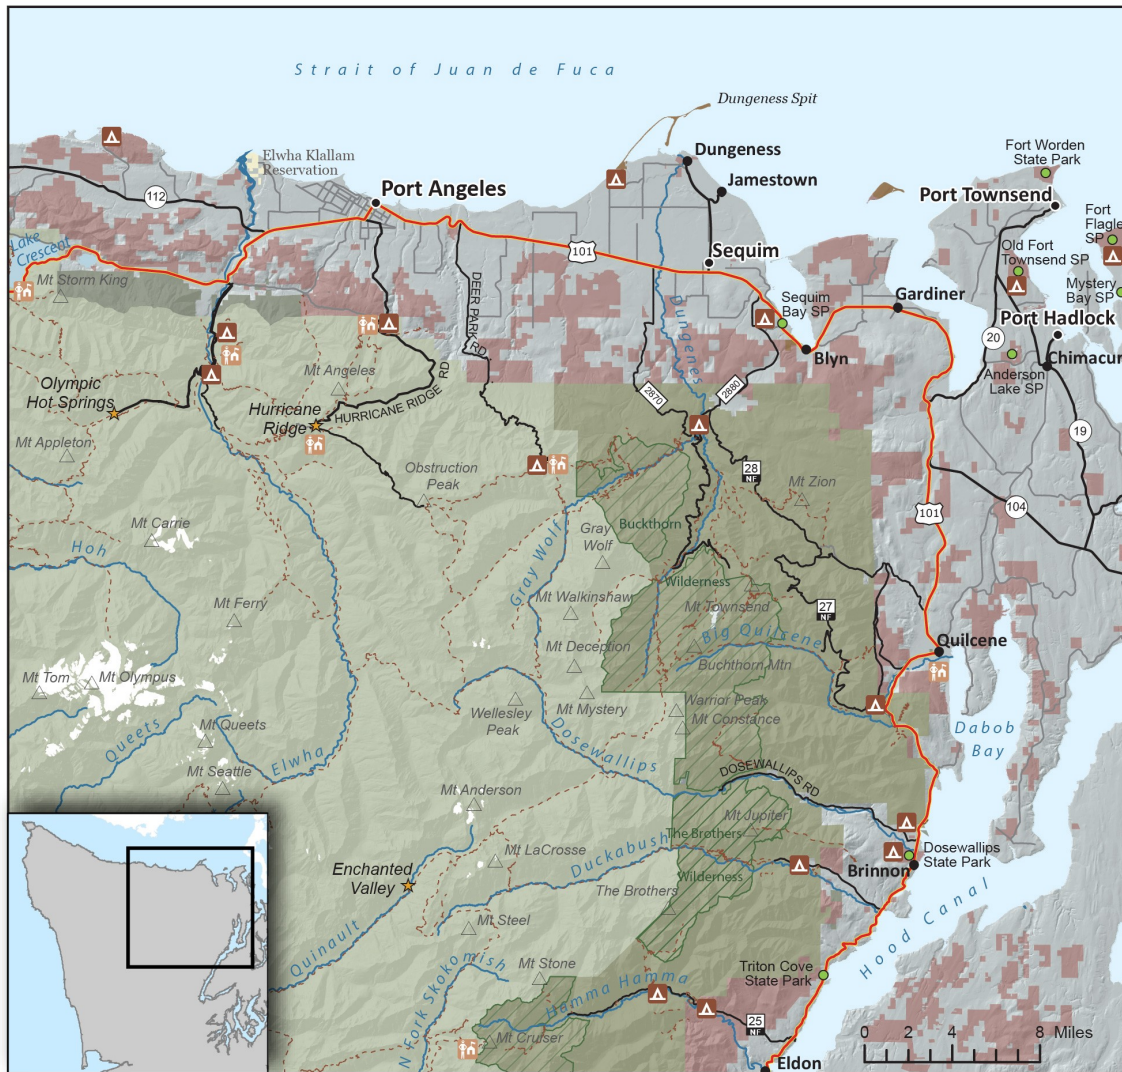 Strait of Juan de Fuca
Dungeness Spit
Elwha Klallam
Reservation
Dungeness
Jamestown
Port Angeles
112
101
Sequim
Fort Worden
State Park
Port Townsend
Fort
Flagle
SP
Old Fort
Townsend SP
Mystery
Bay SP
Lake
Crescent
Mt Storm King
DEER PARK RD
Dungenes
Sequim
Bay SP
Gardiner
Port Hadlock
20
Blyn
Chimacur
Anderson
Lake SP
Olympic
Hot Springs
Mt Angeles
Hurricane
Ridge
HURRICANE RIDGE RD
2870
2880
19
Mt Appleton
Obstruction
Peak
28
NF
Mt Zion
101
104
Mt Carrie
Hoh
Gray Wolf
Gray
Wolf
Buckthorn
Wilderness
Mt Ferry
Mt Walkinshaw
Mt Townsend
27
NF
Big Quilcene
Quilcene
Mt Deception
Buchthorn Mtn
Mt Tom
Mt Olympus
Wellesley
Peak
Mt Mystery
Warrior Peak
Mt Constance
Queets
Mt Queets
Elwha
Dosewallips
Dabob
Bay
Mt Seattle
DOSEWALLIPS RD
Mt Anderson
Mt Jupiter
The Brothers
Wilderness
Mt LaCrosse
Duckabush
Dosewallips
State Park
Brinnon
Enchanted
Valley
The Brothers
Mt Steel
Hood Canal
Quinault
N Fork Skokomish
Mt Stone
Hamma Hamma
Triton Cove
State Park
25
NF
Mt Cruiser
Eldon
0 2 4 8 Miles